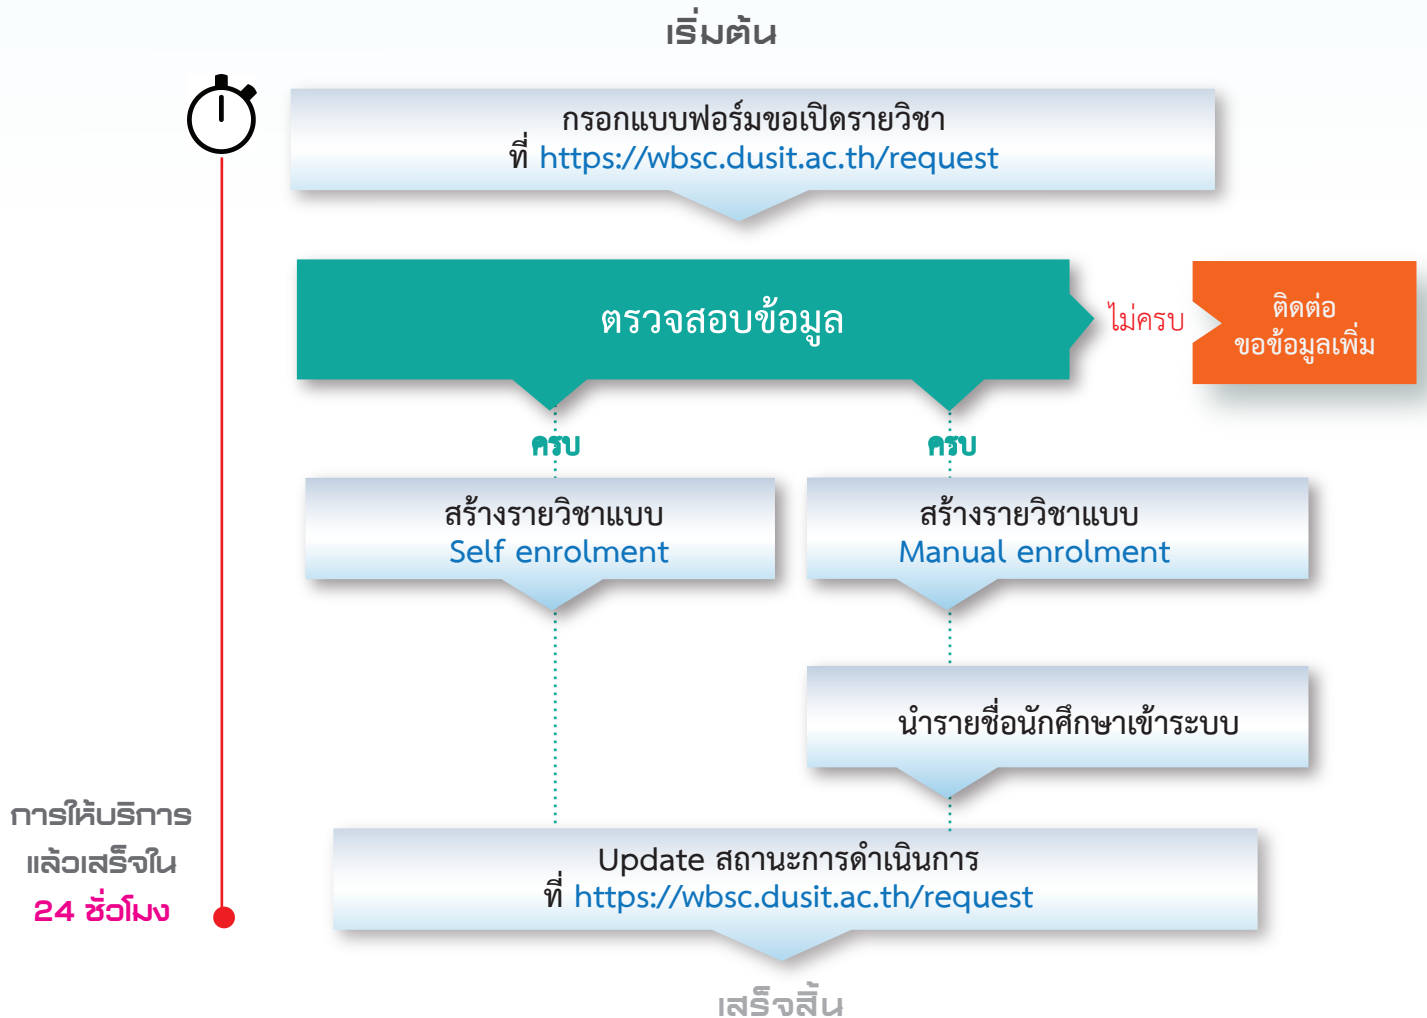 เริ่มต้น
กรอกแบบฟอร์มขอเปิดรายวิชา
ที่ https://wbsc.dusit.ac.th/request
ตรวจสอบข้อมูล
ไม่ครบ
ติดต่อ
ขอข้อมูลเพิ่ม
ครบ
ครบ
สร้างรายวิชาแบบ
Self enrolment
สร้างรายวิชาแบบ
Manual enrolment
นำรายชื่อนักศึกษาเข้าระบบ
การให้บริการ
แล้วเสร็จใน
24 ชั่วโมง
Update สถานะการดำเนินการ
ที่ https://wbsc.dusit.ac.th/request
เสร็จสิ้น